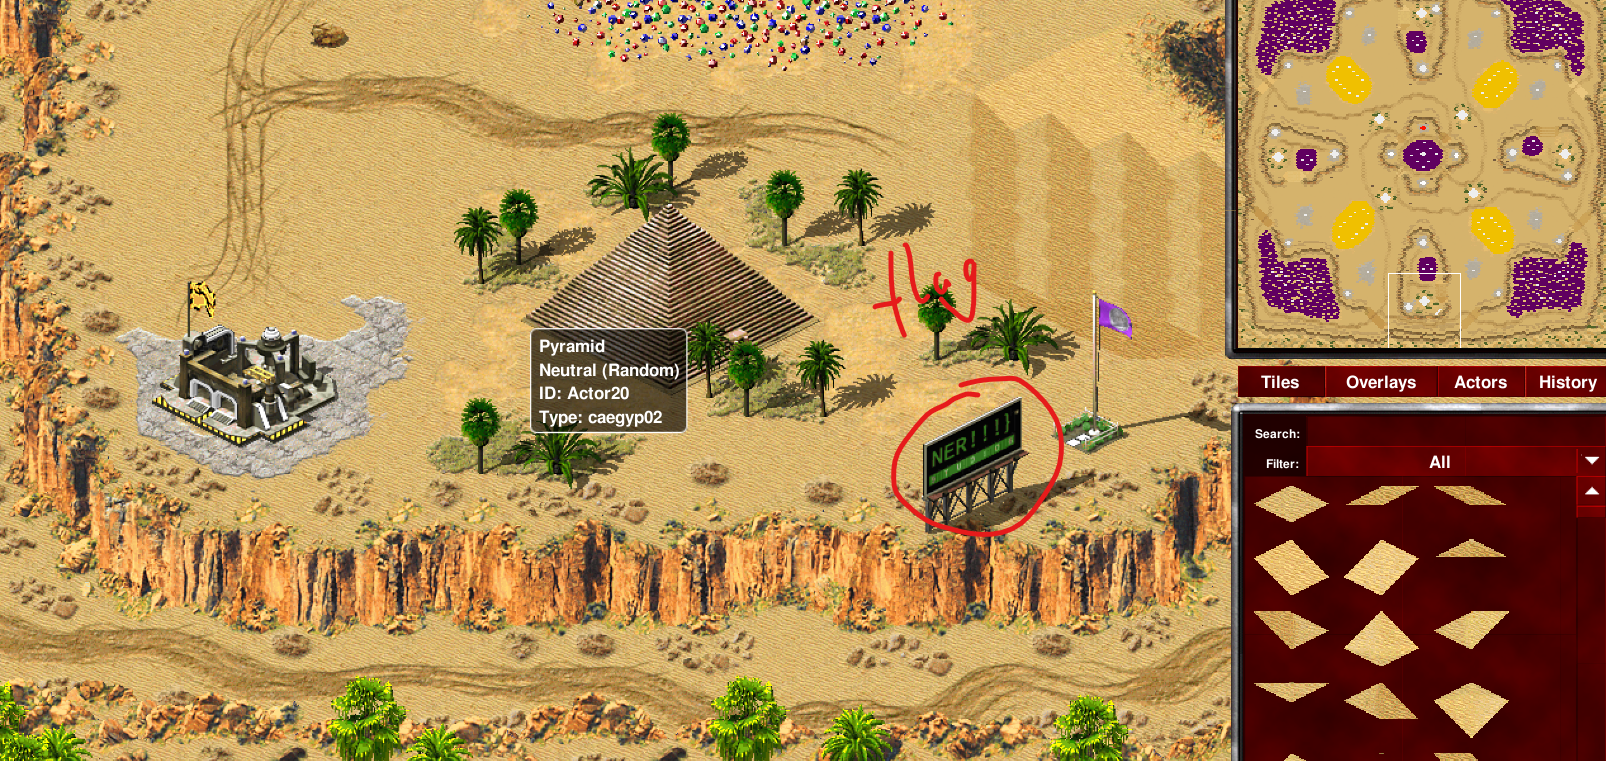 flag
Pyramid
Neutral (Random)
ID: Actor20
Type: caegyp02
NER!!!}
Tiles
Overlays
Actors
History
Search:
Filter:
All